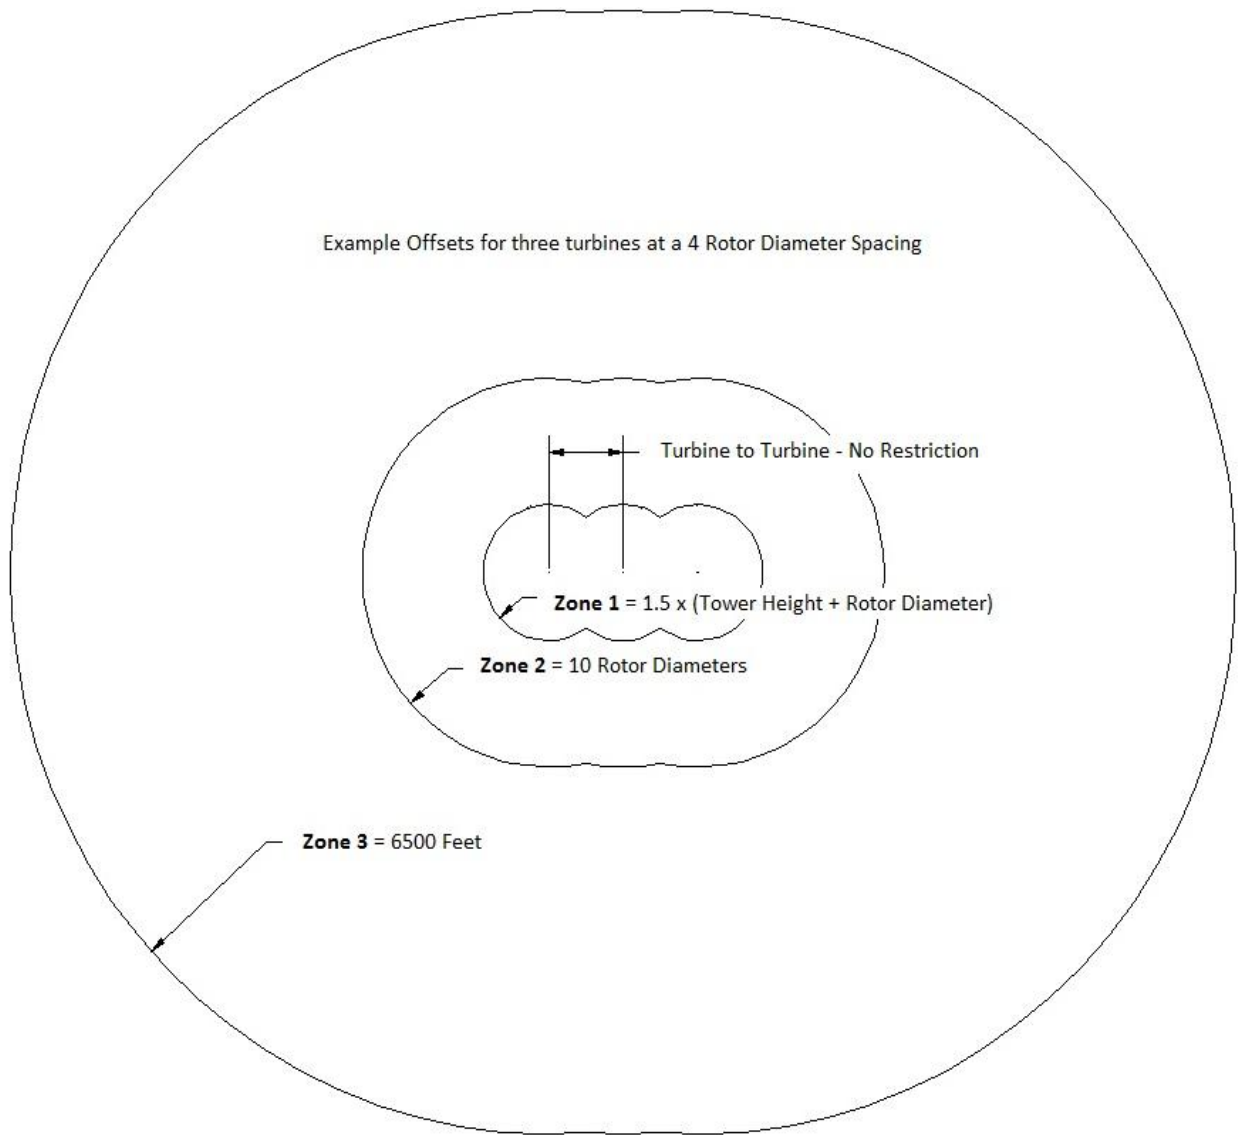 Example Offsets for three turbines at a 4 Rotor Diameter Spacing
Turbine to Turbine - No Restriction
Zone 1 = 1.5 x (Tower Height + Rotor Diameter)
Zone 2 = 10 Rotor Diameters
Zone 3 = 6500 Feet